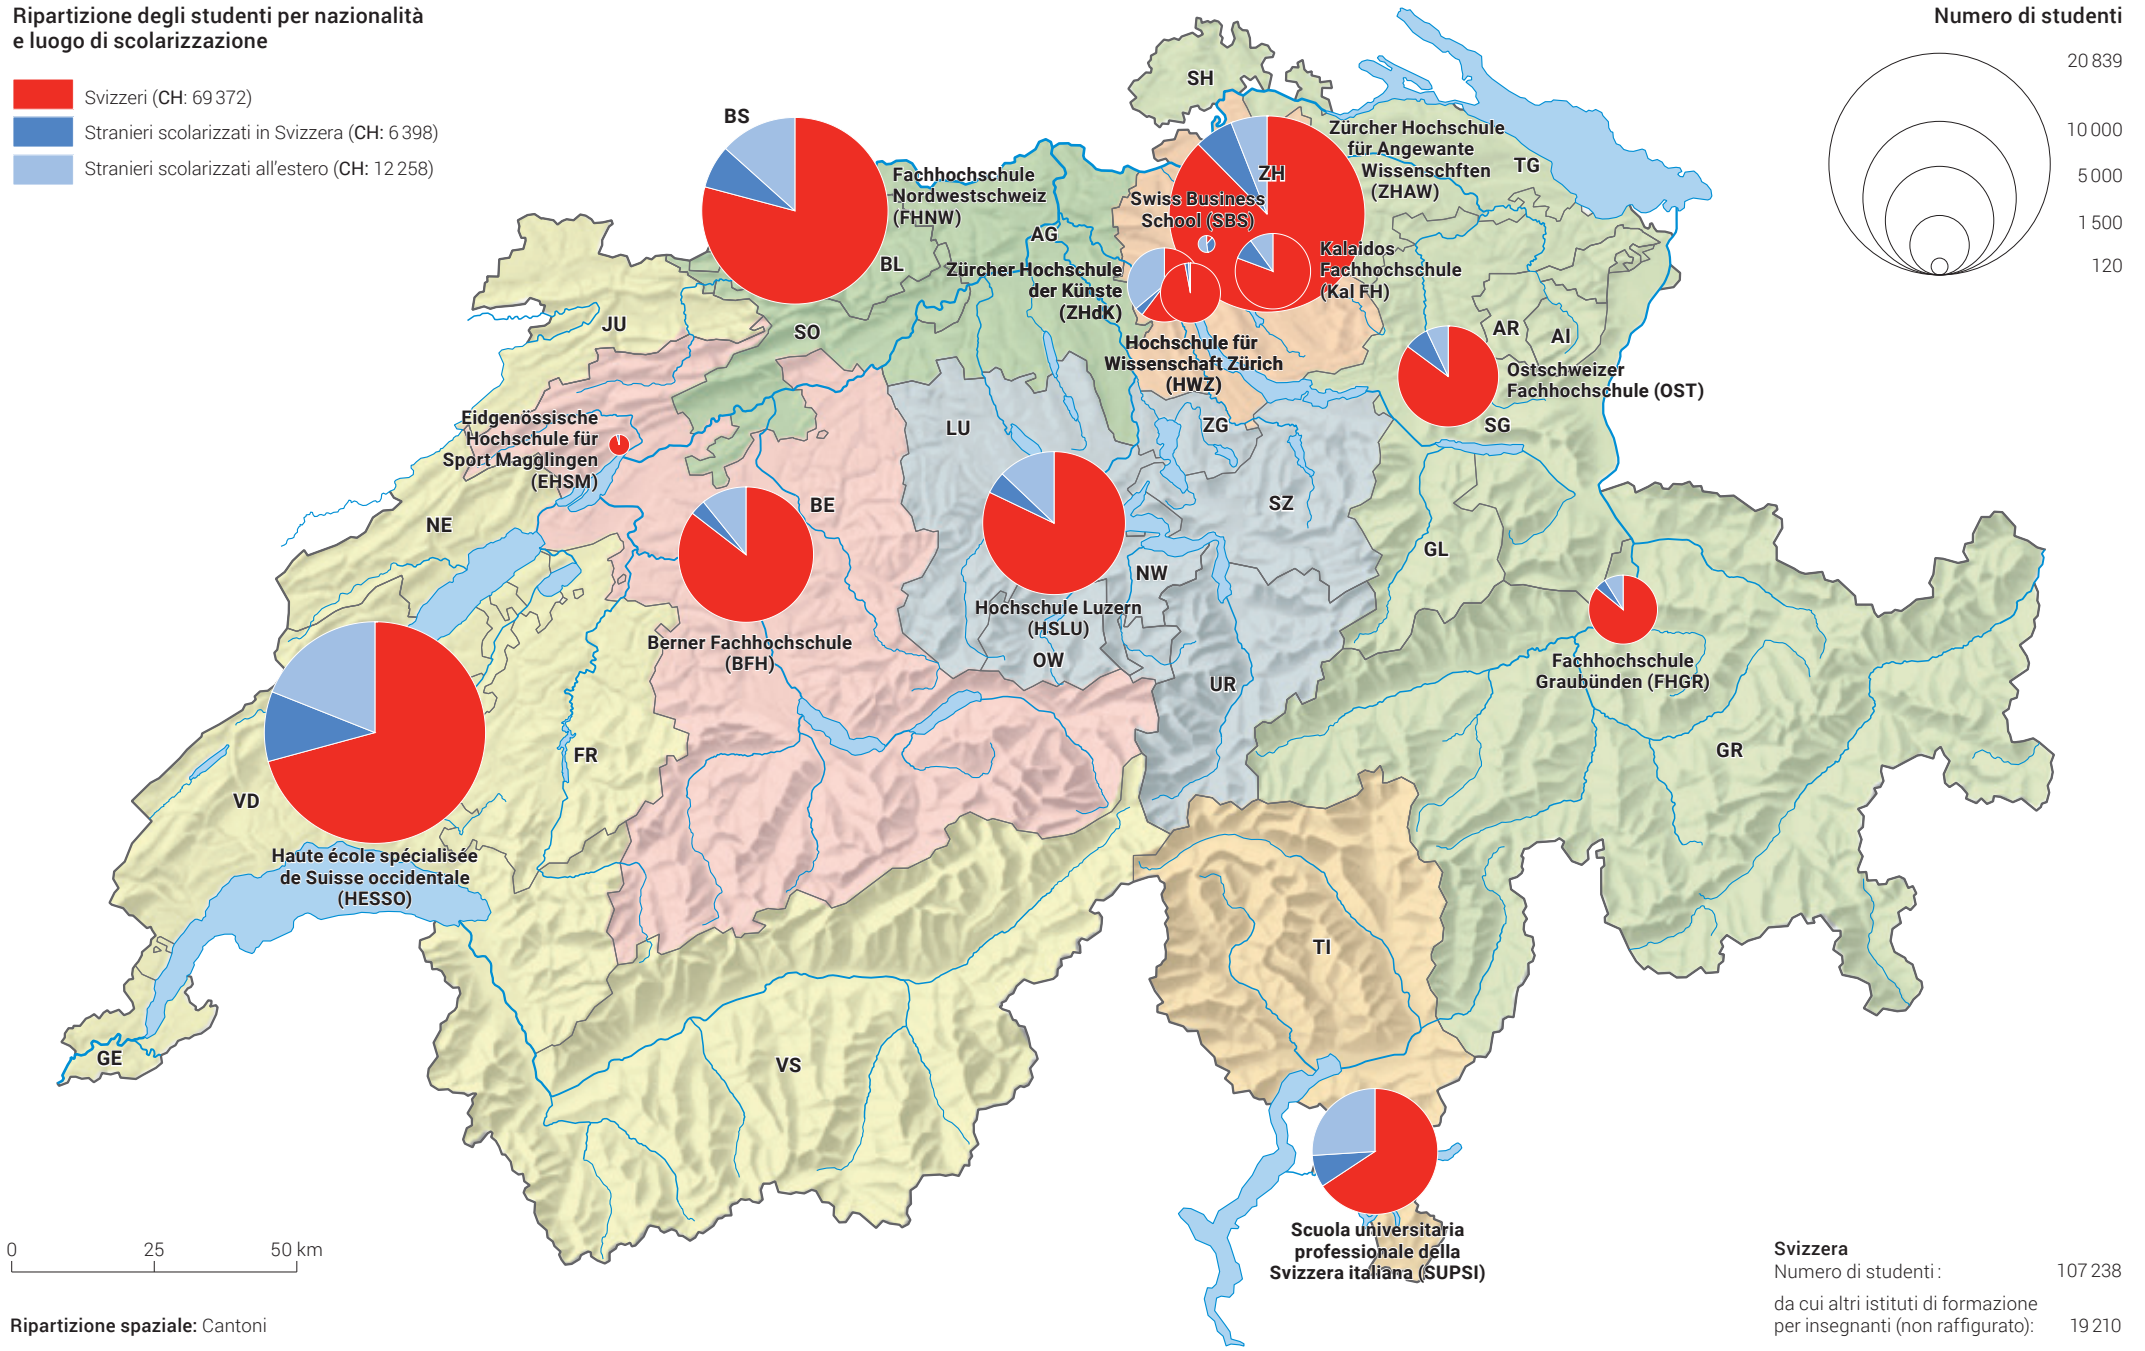 Ripartizione degli studenti per nazionalità
e luogo di scolarizzazione
Svizzeri (CH: 69 372)
Stranieri scolarizzati in Svizzera (CH: 6 398)
Stranieri scolarizzati all'estero (CH: 12 258)
Numero di studenti
20 839
10 000
5 000
1 500
120
SH
BS
Fachhochschule
Nordwestschweiz
(FHNW)
ZH
Zürcher Hochschule
für Angewante
Wissenschften
(ZHAW)
TG
Swiss Business
School (SBS)
AG
BL
Zürcher Hochschule
der Künste
(ZHdK)
Kalaidos
Fachhochschule
(Kal FH)
JU
SO
AR
AI
Hochschule für
Wissenschaft Zürich
(HWZ)
Ostschweizer
Fachhochschule (OST)
SG
Eidgenössische
Hochschule für
Sport Magglingen
(EHSM)
LU
ZG
SZ
NE
BE
GL
NW
Hochschule Luzern
(HSLU)
OW
Berner Fachhochschule
(BFH)
UR
Fachhochschule
Graubünden (FHGR)
GR
FR
VD
Haute école spécialisée
de Suisse occidentale
(HESSO)
TI
GE
VS
Scuola universitaria
professionale della
Svizzera italiana (SUPSI)
0 25 50 km
Ripartizione spaziale: Cantoni
Svizzera
Numero di studenti: 107 238
da cui altri istituti di formazione
per insegnanti (non raffigurato): 19 210